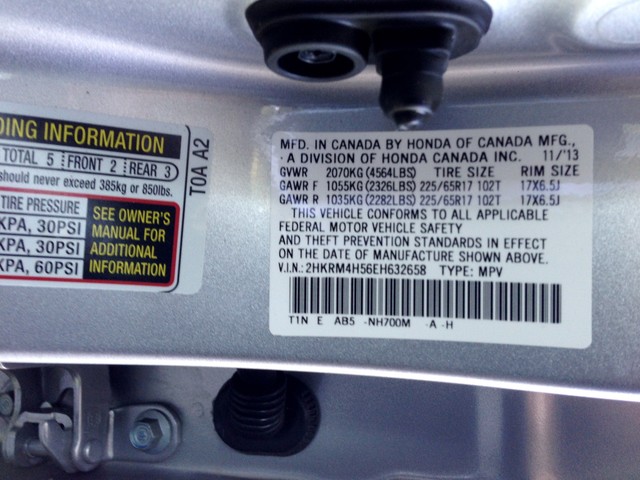 DING INFORMATION
TOTAL 5 FRONT 2 REAR 3
should never exceed 385kg or 850lbs.
TIRE PRESSURE
KPA, 30PSI
KPA, 30PSI
KPA, 60PSI
SEE OWNER'S
MANUAL FOR
ADDITIONAL
INFORMATION
T0A A2
MFD. IN CANADA BY HONDA OF CANADA MFG.,
A DIVISION OF HONDA CANADA INC. 11/'13
GVWR 2070KG (4564LBS) TIRE SIZE RIM SIZE
GAWR F 1055KG (2326LBS) 225/65R17 102T 17X6.5J
GAWR R 1035KG (2282LBS) 225/65R17 102T 17X6.5J
THIS VEHICLE CONFORMS TO ALL APPLICABLE
FEDERAL MOTOR VEHICLE SAFETY
AND THEFT PREVENTION STANDARDS IN EFFECT
ON THE DATE OF MANUFACTURE SHOWN ABOVE.
V.I.N.: 2HKRM4H56EH632658 TYPE: MPV
T1N E AB5 -NH700M -A -H